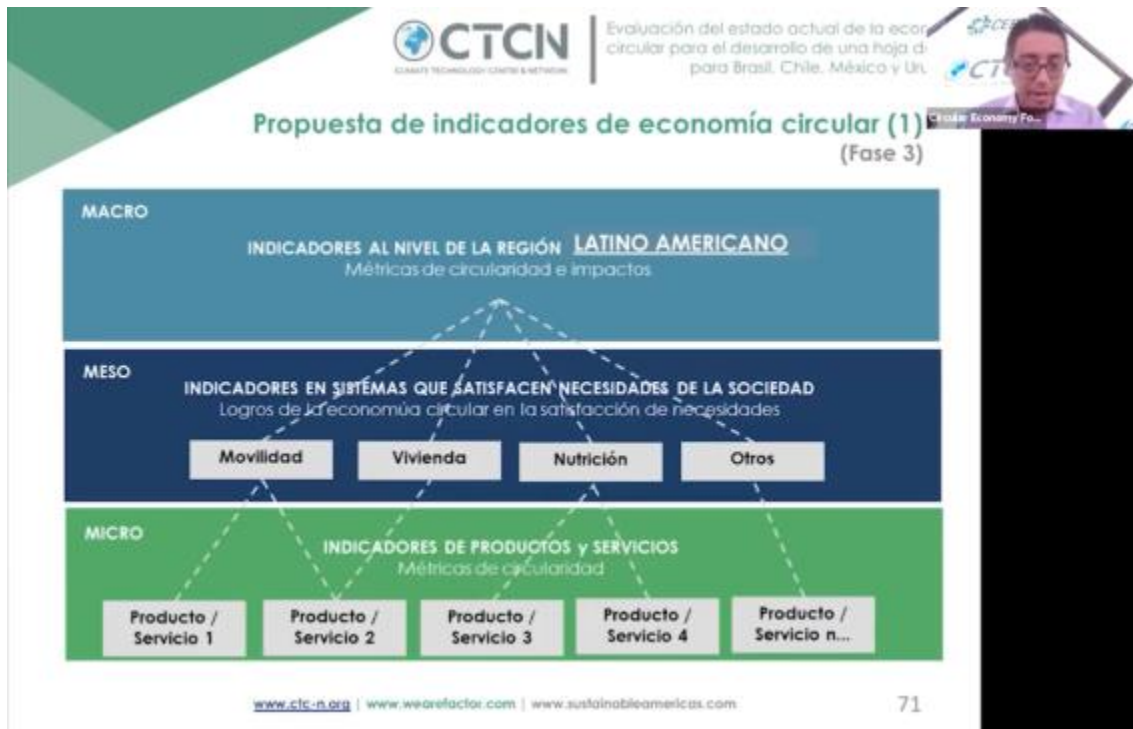 CTCN
CLIMATE TECHNOLOGY CENTRE & NETWORK
Evaluación del estado actual de la
circular para el desarrollo de una hoja
para Brasil, Chile, México y
Circular Economy Fo...
Propuesta de indicadores de economía circular (1)
(Fase 3)
MACRO
INDICADORES AL NIVEL DE LA REGIÓN LATINO AMERICANO
Métricas de circularidad e impactos
MESO
INDICADORES EN SISTEMAS QUE SATISFACEN NECESIDADES DE LA SOCIEDAD
Logros de la economúa circular en la satisfacción de necesidades
Movilidad
Vivienda
Nutrición
Otros
MICRO
INDICADORES DE PRODUCTOS y SERVICIOS
Métricas de circularidad
Producto /
Servicio 1
Producto /
Servicio 2
Producto /
Servicio 3
Producto /
Servicio 4
Producto /
Servicio n...
www.ctc-n.org | www.wearefactor.com | www.sustainableamericas.com
71